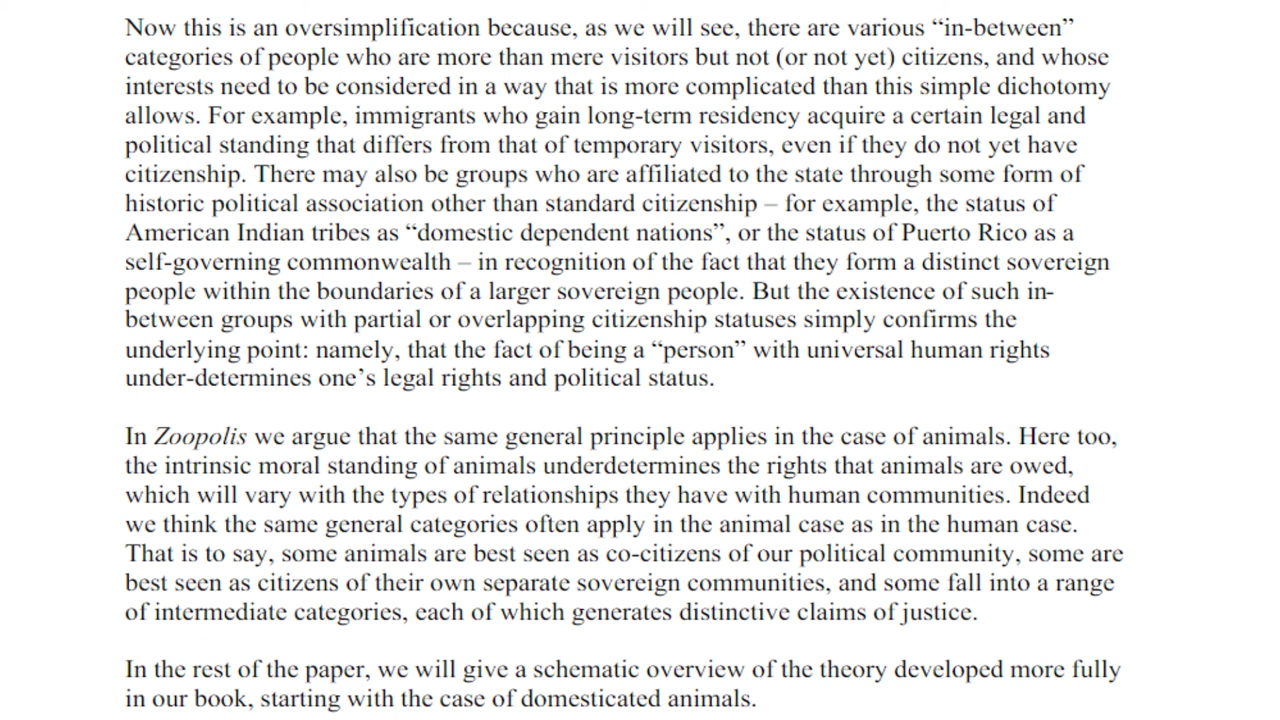 Now this is an oversimplification because, as we will see, there are various “in-between”
categories of people who are more than mere visitors but not (or not yet) citizens, and whose
interests need to be considered in a way that is more complicated than this simple dichotomy
allows. For example, immigrants who gain long-term residency acquire a certain legal and
political standing that differs from that of temporary visitors, even if they do not yet have
citizenship. There may also be groups who are affiliated to the state through some form of
historic political association other than standard citizenship – for example, the status of
American Indian tribes as “domestic dependent nations”, or the status of Puerto Rico as a
self-governing commonwealth – in recognition of the fact that they form a distinct sovereign
people within the boundaries of a larger sovereign people. But the existence of such in-
between groups with partial or overlapping citizenship statuses simply confirms the
underlying point: namely, that the fact of being a “person” with universal human rights
under-determines one’s legal rights and political status.
In Zoopolis we argue that the same general principle applies in the case of animals. Here too,
the intrinsic moral standing of animals underdetermines the rights that animals are owed,
which will vary with the types of relationships they have with human communities. Indeed
we think the same general categories often apply in the animal case as in the human case.
That is to say, some animals are best seen as co-citizens of our political community, some are
best seen as citizens of their own separate sovereign communities, and some fall into a range
of intermediate categories, each of which generates distinctive claims of justice.
In the rest of the paper, we will give a schematic overview of the theory developed more fully
in our book, starting with the case of domesticated animals.